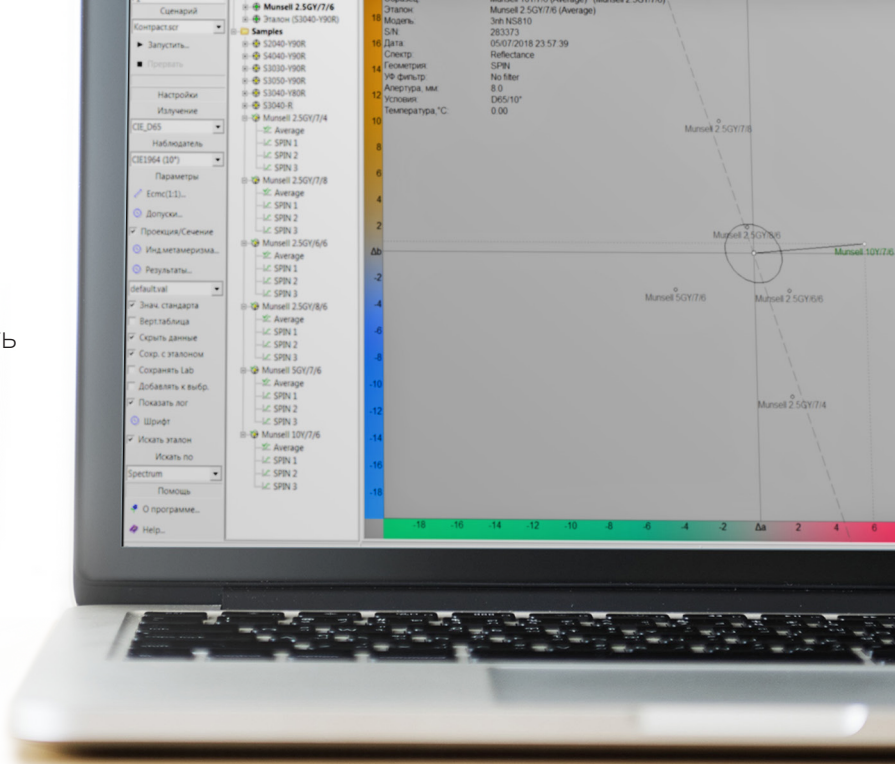 ть
Сценарий
Контраст.scr
Запустить...
Прервать
Настройки
Излучение
CIE_D65
Наблюдатель
CIE1964 (10°)
Параметры
Ecmc(1:1)...
Допуски...
Проекция/Сечение
Инд.метамеризма...
Результаты...
default.val
Знач. стандарта
Верт.таблица
Скрыть данные
Сохр. с эталоном
Сохранять Lab
Добавлять к выбр.
Показать лог
Шрифт
Искать эталон
Искать по
Spectrum
Помощь
О программе...
Help...
Munsell 2.5GY/7/6
Эталон (S3040-Y90R)
Samples
S2040-Y90R
S4040-Y90R
S3030-Y90R
S3050-Y90R
S3040-Y80R
S3040-R
Munsell 2.5GY/7/4
Average
SPIN 1
SPIN 2
SPIN 3
Munsell 2.5GY/7/8
Average
SPIN 1
SPIN 2
SPIN 3
Munsell 2.5GY/6/6
Average
SPIN 1
SPIN 2
SPIN 3
Munsell 2.5GY/8/6
Average
SPIN 1
SPIN 2
SPIN 3
Munsell 5GY/7/6
Average
SPIN 1
SPIN 2
SPIN 3
Munsell 10Y/7/6
Average
SPIN 1
SPIN 2
SPIN 3
Эталон: Munsell 2.5GY/7/6 (Average)
Модель: 3nh NS810
S/N: 283373
Дата: 05/07/2018 23:57:39
Спектр: Reflectance
Геометрия: SPIN
УФ фильтр: No filter
Апертура, мм: 8.0
Условия: D65/10°
Температура,°C: 0.00
18
16
14
12
10
8
6
4
2
Δb
-2
-4
-6
-8
-10
-12
-14
-16
-18
Munsell 2.5GY/7/8
Munsell 2.5GY/8/6
Munsell 10Y/7/6
Munsell 5GY/7/6
Munsell 2.5GY/6/6
Munsell 2.5GY/7/4
-18 -16 -14 -12 -10 -8 -6 -4 -2 Δa 2 4 6